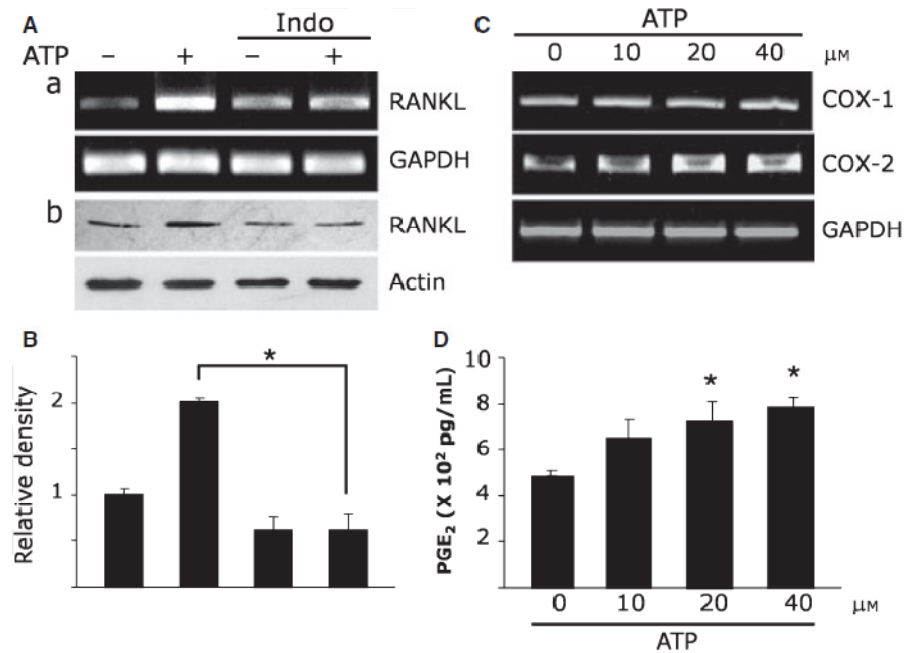 A
Indo
ATP – + – +
a
RANKL
GAPDH
b
RANKL
Actin
B
Relative density
2
1
*
C
ATP
0 10 20 40 µM
COX-1
COX-2
GAPDH
D
PGE₂ (X 10² pg/mL)
10
8
6
4
2
* *
0 10 20 40 µM
ATP